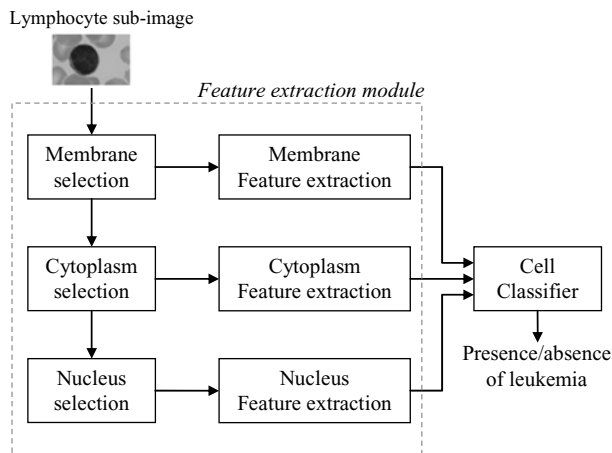 Lymphocyte sub-image
Feature extraction module
Membrane
selection
Membrane
Feature extraction
Cytoplasm
selection
Cytoplasm
Feature extraction
Cell
Classifier
Nucleus
selection
Nucleus
Feature extraction
Presence/absence
of leukemia